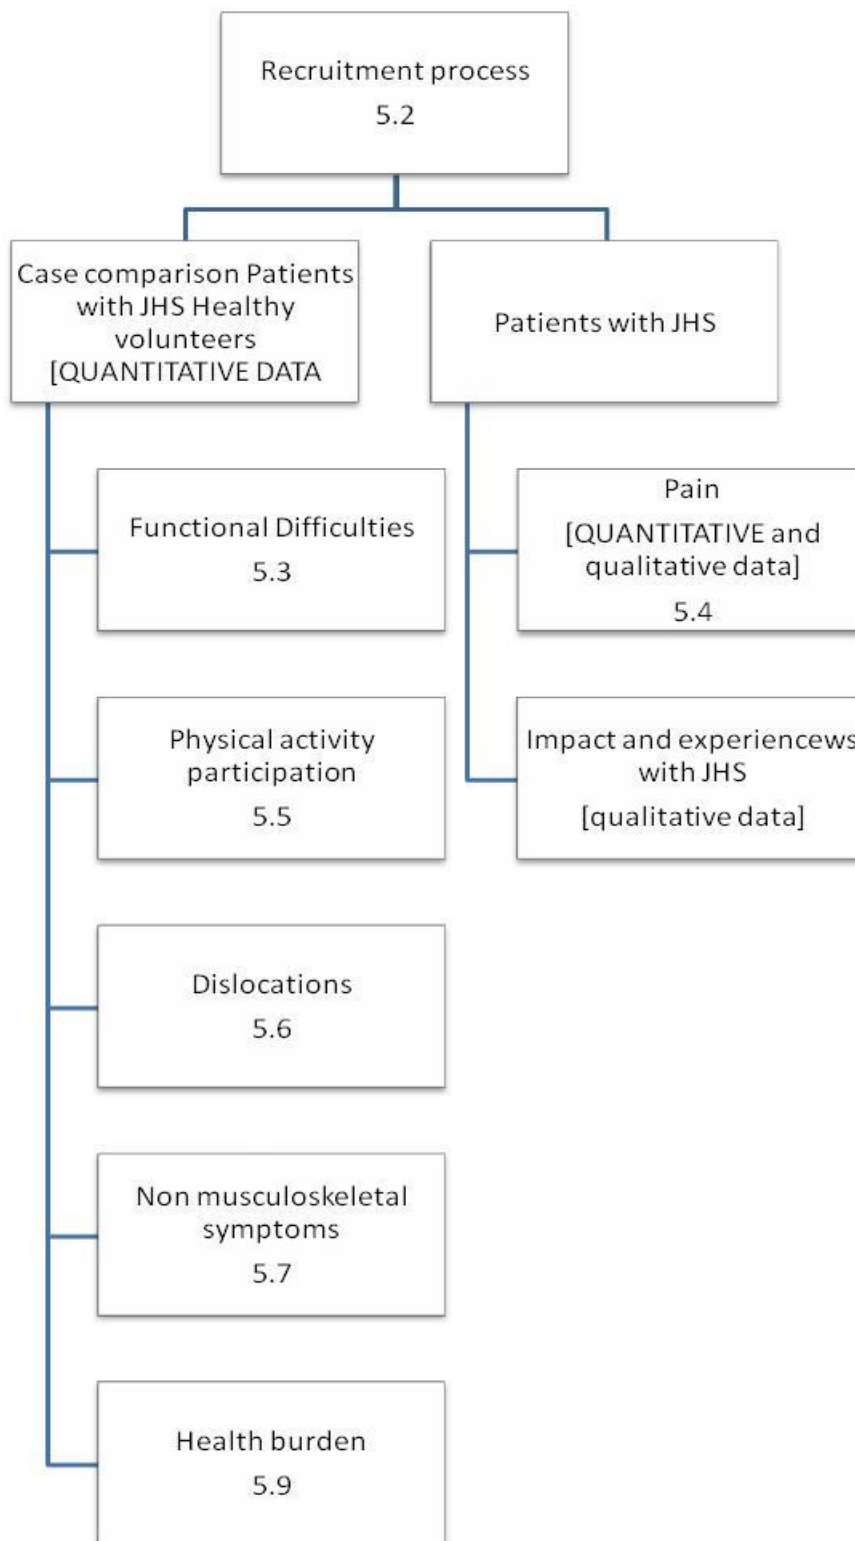 Recruitment process
5.2
Case comparison Patients
with JHS Healthy
volunteers
[QUANTITATIVE DATA
Patients with JHS
Functional Difficulties
5.3
Pain
[QUANTITATIVE and
qualitative data]
5.4
Physical activity
participation
5.5
Impact and experiencews
with JHS
[qualitative data]
Dislocations
5.6
Non musculoskeletal
symptoms
5.7
Health burden
5.9